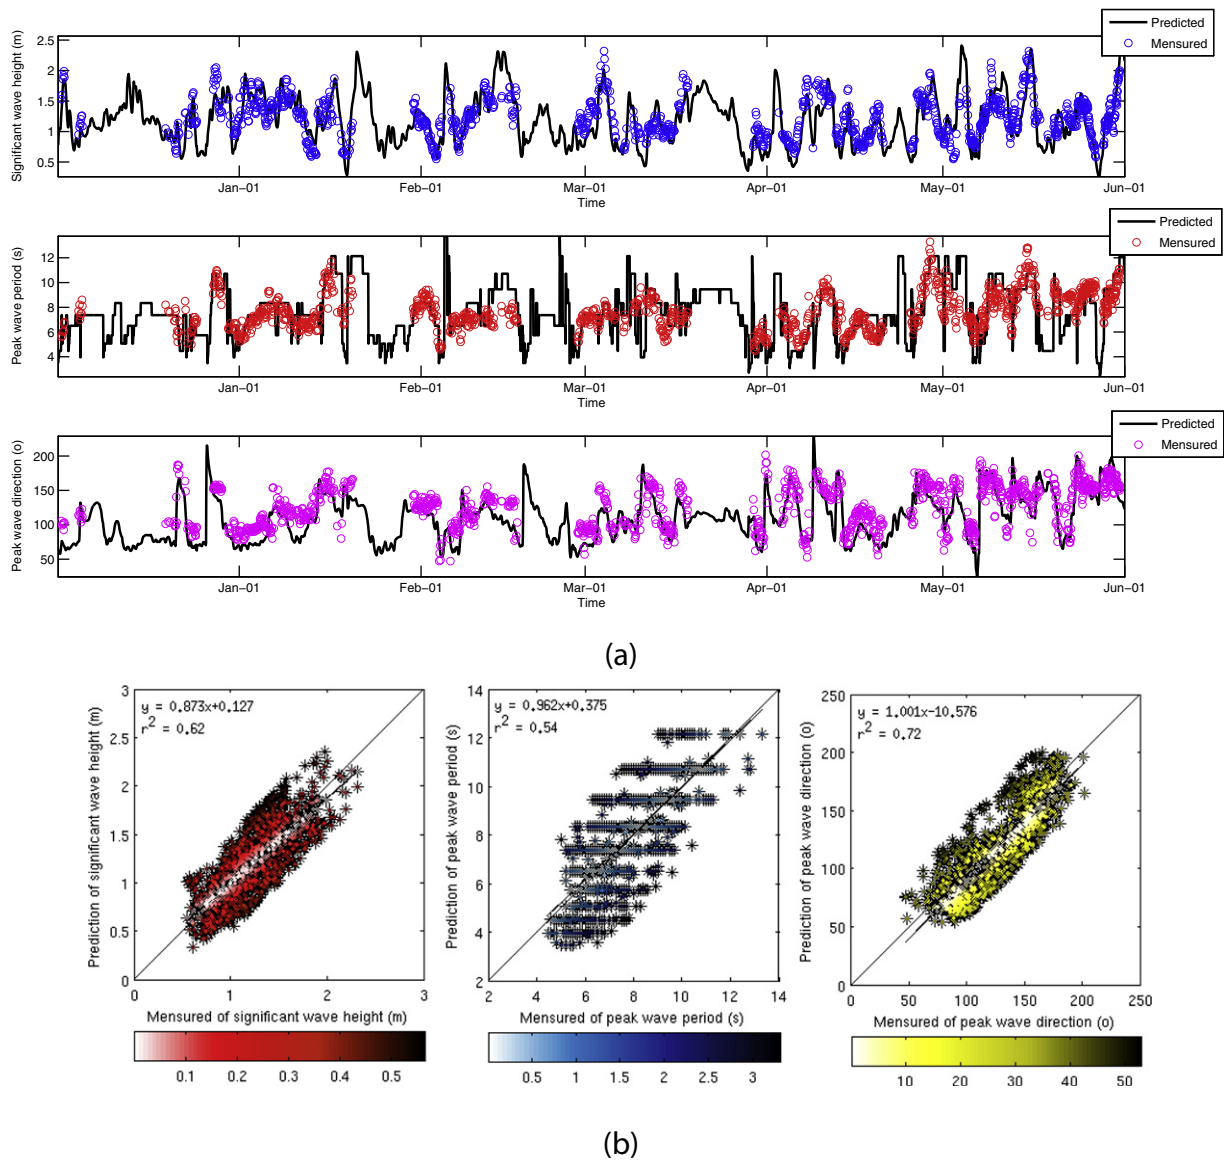 Predicted
Mensured
Significant wave height (m)
2.5
2
1.5
1
0.5
Jan−01 Feb−01 Mar−01 Apr−01 May−01 Jun−01
Time
Predicted
Mensured
Peak wave period (s)
12
10
8
6
4
Jan−01 Feb−01 Mar−01 Apr−01 May−01 Jun−01
Time
Predicted
Mensured
Peak wave direction (o)
200
150
100
50
Jan−01 Feb−01 Mar−01 Apr−01 May−01 Jun−01
Time
(a)
y = 0.873x+0.127
r² = 0.62
Prediction of significant wave height (m)
3
2.5
2
1.5
1
0.5
0
0 1 2 3
Mensured of significant wave height (m)
0.1 0.2 0.3 0.4 0.5
y = 0.962x+0.375
r² = 0.54
Prediction of peak wave period (s)
14
12
10
8
6
4
2
2 4 6 8 10 12 14
Mensured of peak wave period (s)
0.5 1 1.5 2 2.5 3
y = 1.001x-10.576
r² = 0.72
Prediction of peak wave direction (o)
250
200
150
100
50
0
0 50 100 150 200 250
Mensured of peak wave direction (o)
10 20 30 40 50
(b)